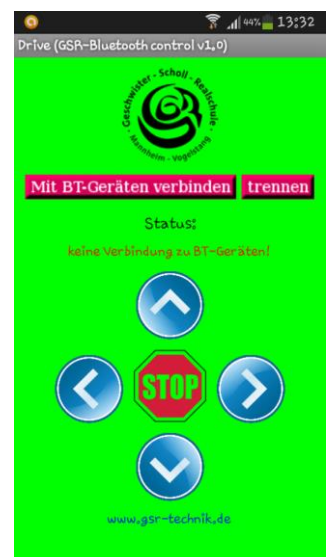 44% 13:32
Drive (GSR-Bluetooth control v1.0)
Geschwister - Scholl - Realschule
Mannheim - Vogelstang
Mit BT-Geräten verbinden trennen
Status:
keine Verbindung zu BT-Geräten!
STOP
www.gsr-technik.de